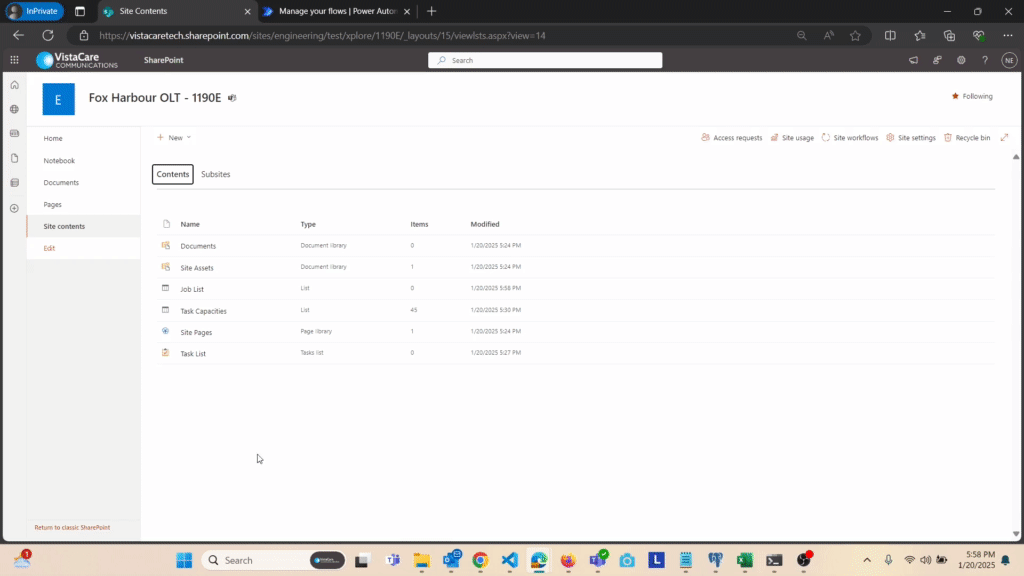 InPrivate
Site Contents
Manage your flows | Power Auton
https://vistacaretech.sharepoint.com/sites/engineering/test/xplore/1190E/_layouts/15/viewlsts.aspx?view=14
VistaCare
COMMUNICATIONS
SharePoint
Search
NE
E
Fox Harbour OLT - 1190E
Following
Home
Notebook
Documents
Pages
Site contents
Edit
New
Access requests
Site usage
Site workflows
Site settings
Recycle bin
Contents
Subsites
Name Type Items Modified
Documents Document library 0 1/20/2025 5:24 PM
Site Assets Document library 1 1/20/2025 5:24 PM
Job List List 0 1/20/2025 5:58 PM
Task Capacities List 45 1/20/2025 5:30 PM
Site Pages Page library 1 1/20/2025 5:24 PM
Task List Tasks list 0 1/20/2025 5:27 PM
Return to classic SharePoint
1
Search
L
5:58 PM
1/20/2025